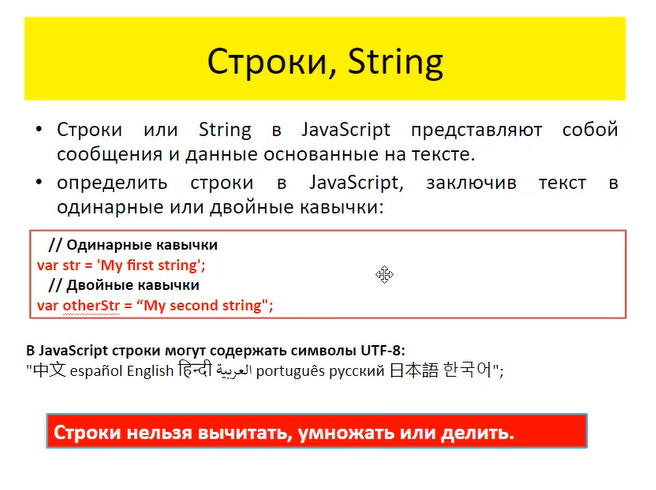 Строки, String
• Строки или String в JavaScript представляют собой
сообщения и данные основанные на тексте.
• определить строки в JavaScript, заключив текст в
одинарные или двойные кавычки:
// Одинарные кавычки
var str = 'My first string';
// Двойные кавычки
var otherStr = “My second string";
В JavaScript строки могут содержать символы UTF-8:
"中文 español English हिन्दी العربية português русский 日本語 한국어";
Строки нельзя вычитать, умножать или делить.